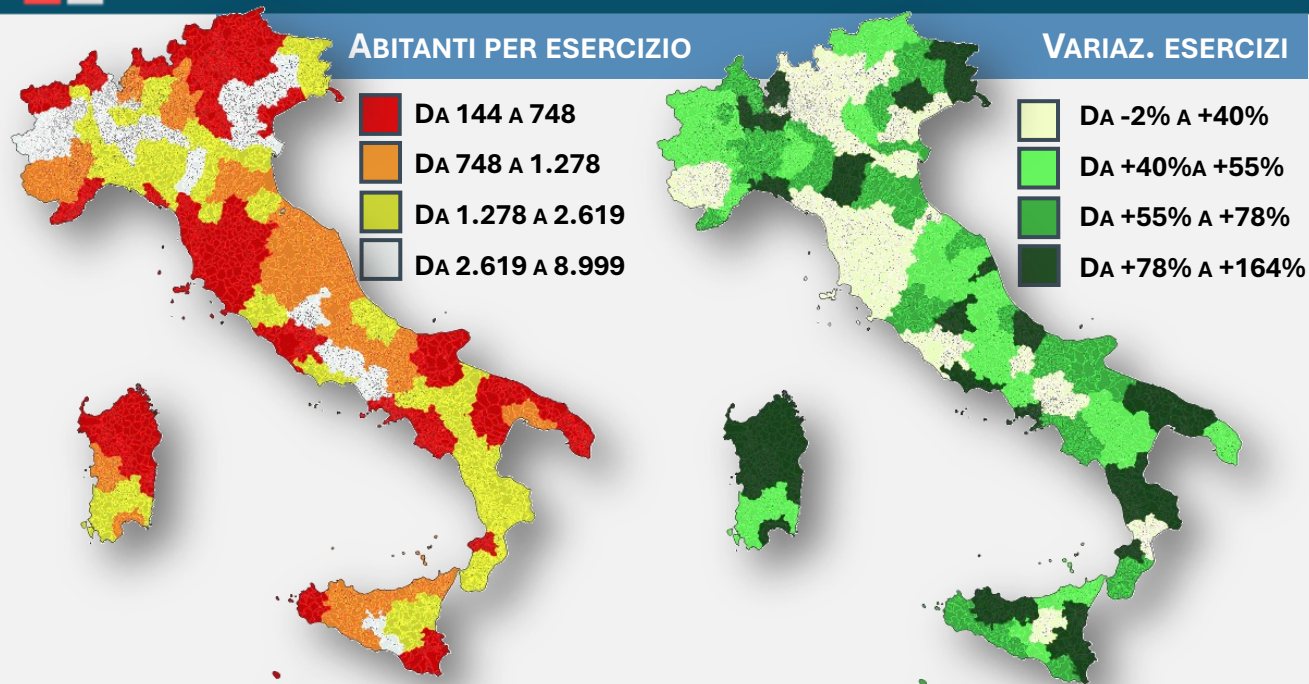 ABITANTI PER ESERCIZIO
DA 144 A 748
DA 748 A 1.278
DA 1.278 A 2.619
DA 2.619 A 8.999
VARIAZ. ESERCIZI
DA -2% A +40%
DA +40%A +55%
DA +55% A +78%
DA +78% A +164%